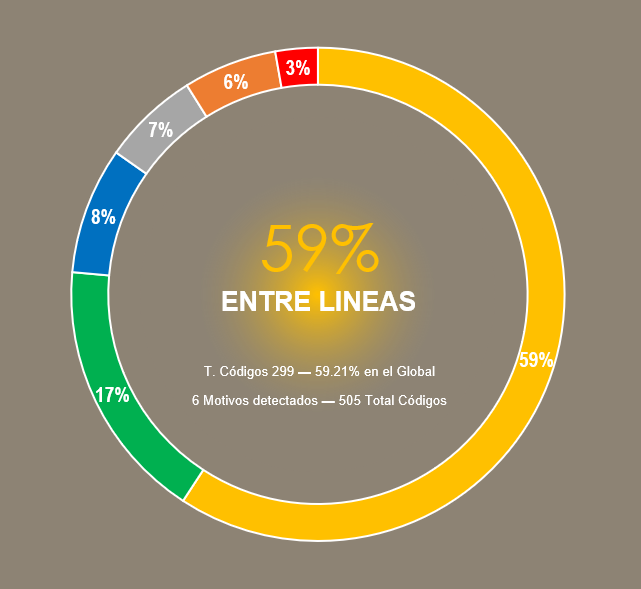 3%
6%
7%
8%
59%
ENTRE LINEAS
59%
T. Códigos 299 — 59.21% en el Global
17%
6 Motivos detectados — 505 Total Códigos